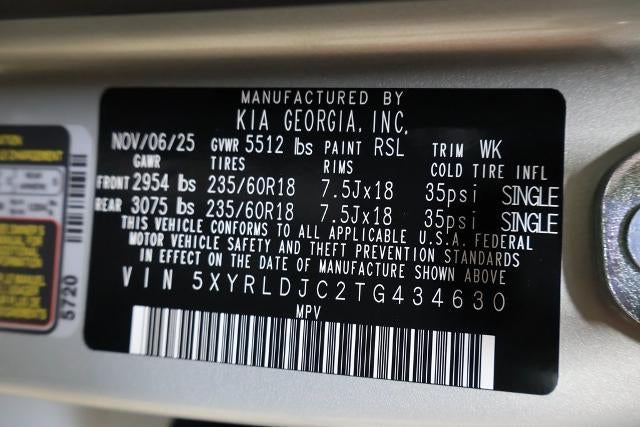 MANUFACTURED BY
KIA GEORGIA, INC.
NOV/06/25 GVWR 5512 lbs PAINT RSL TRIM WK
GAWR TIRES RIMS COLD TIRE INFL
FRONT 2954 lbs 235/60R18 7.5Jx18 35psi SINGLE
REAR 3075 lbs 235/60R18 7.5Jx18 35psi SINGLE
THIS VEHICLE CONFORMS TO ALL APPLICABLE U.S.A. FEDERAL
MOTOR VEHICLE SAFETY AND THEFT PREVENTION STANDARDS
IN EFFECT ON THE DATE OF MANUFACTURE SHOWN ABOVE
VIN 5XYRLDJC2TG434630
MPV
5720